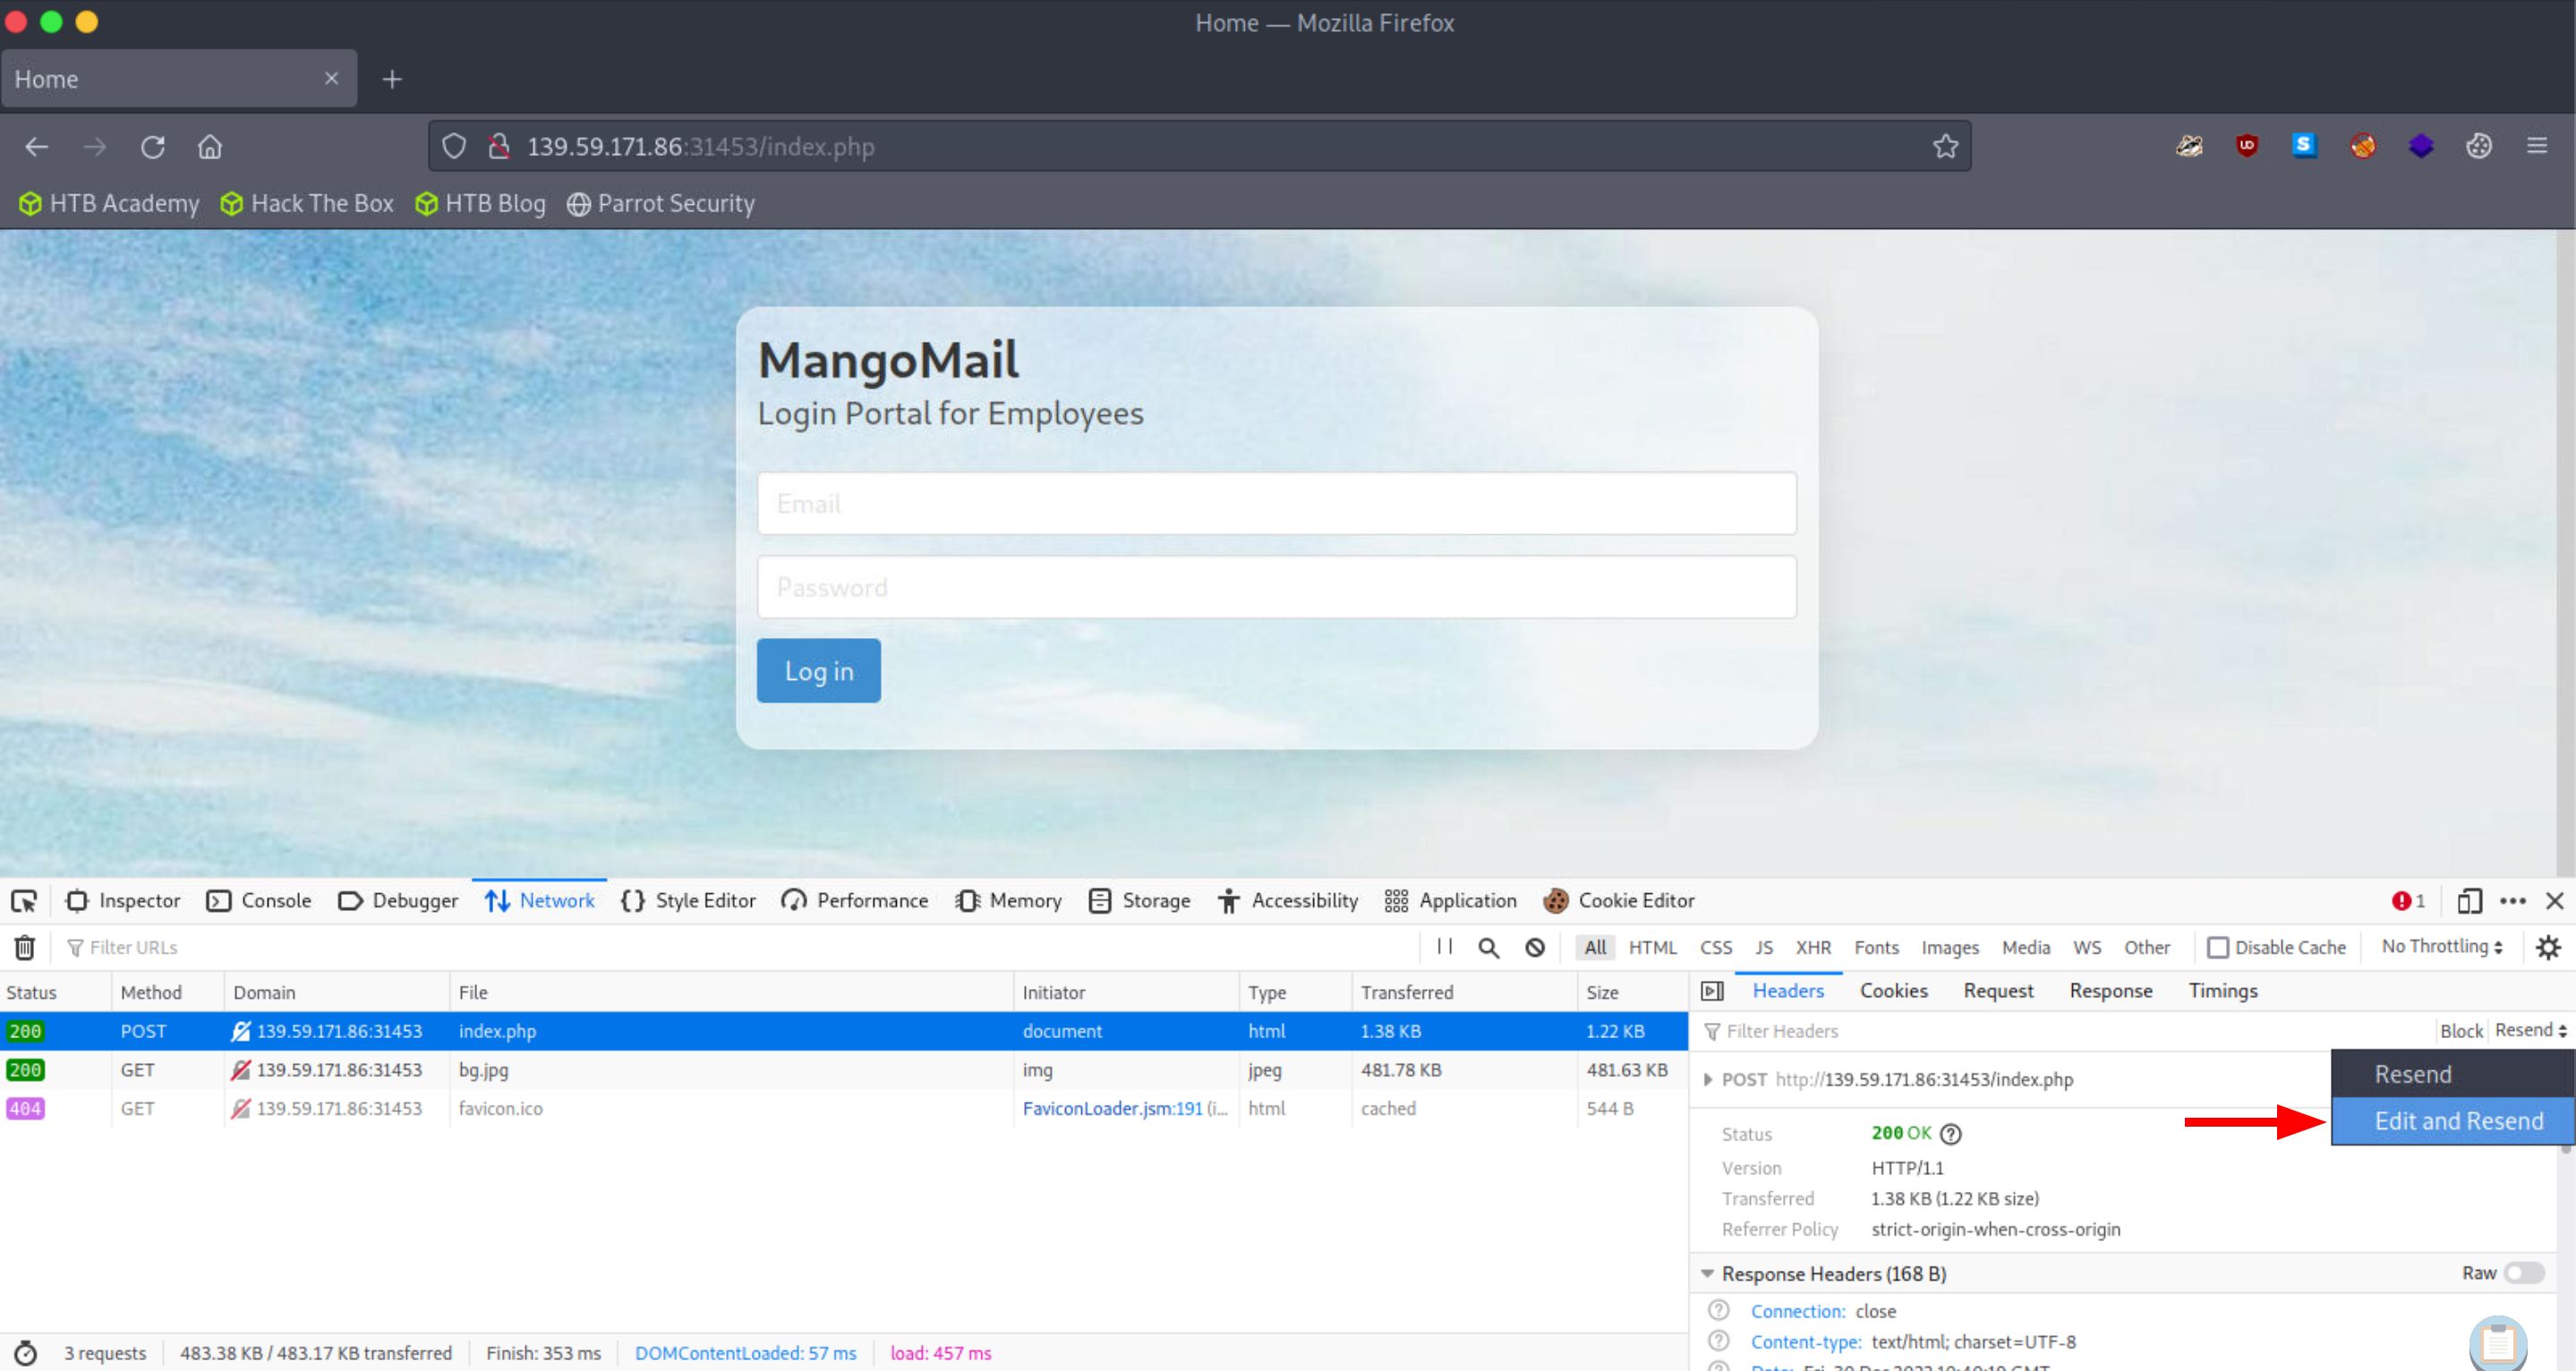 Home — Mozilla Firefox
Home
139.59.171.86:31453/index.php
HTB Academy Hack The Box HTB Blog Parrot Security
MangoMail
Login Portal for Employees
Email
Password
Log in
Inspector Console Debugger Network Style Editor Performance Memory Storage Accessibility Application Cookie Editor 1
Filter URLs All HTML CSS JS XHR Fonts Images Media WS Other Disable Cache No Throttling
Status Method Domain File Initiator Type Transferred Size
200 POST 139.59.171.86:31453 index.php document html 1.38 KB 1.22 KB
200 GET 139.59.171.86:31453 bg.jpg img jpeg 481.78 KB 481.63 KB
404 GET 139.59.171.86:31453 favicon.ico FaviconLoader.jsm:191 (i... html cached 544 B
Headers Cookies Request Response Timings
Filter Headers Block Resend
Resend
Edit and Resend
POST http://139.59.171.86:31453/index.php
Status 200 OK
Version HTTP/1.1
Transferred 1.38 KB (1.22 KB size)
Referrer Policy strict-origin-when-cross-origin
Response Headers (168 B) Raw
Connection: close
Content-type: text/html; charset=UTF-8
3 requests 483.38 KB / 483.17 KB transferred Finish: 353 ms DOMContentLoaded: 57 ms load: 457 ms